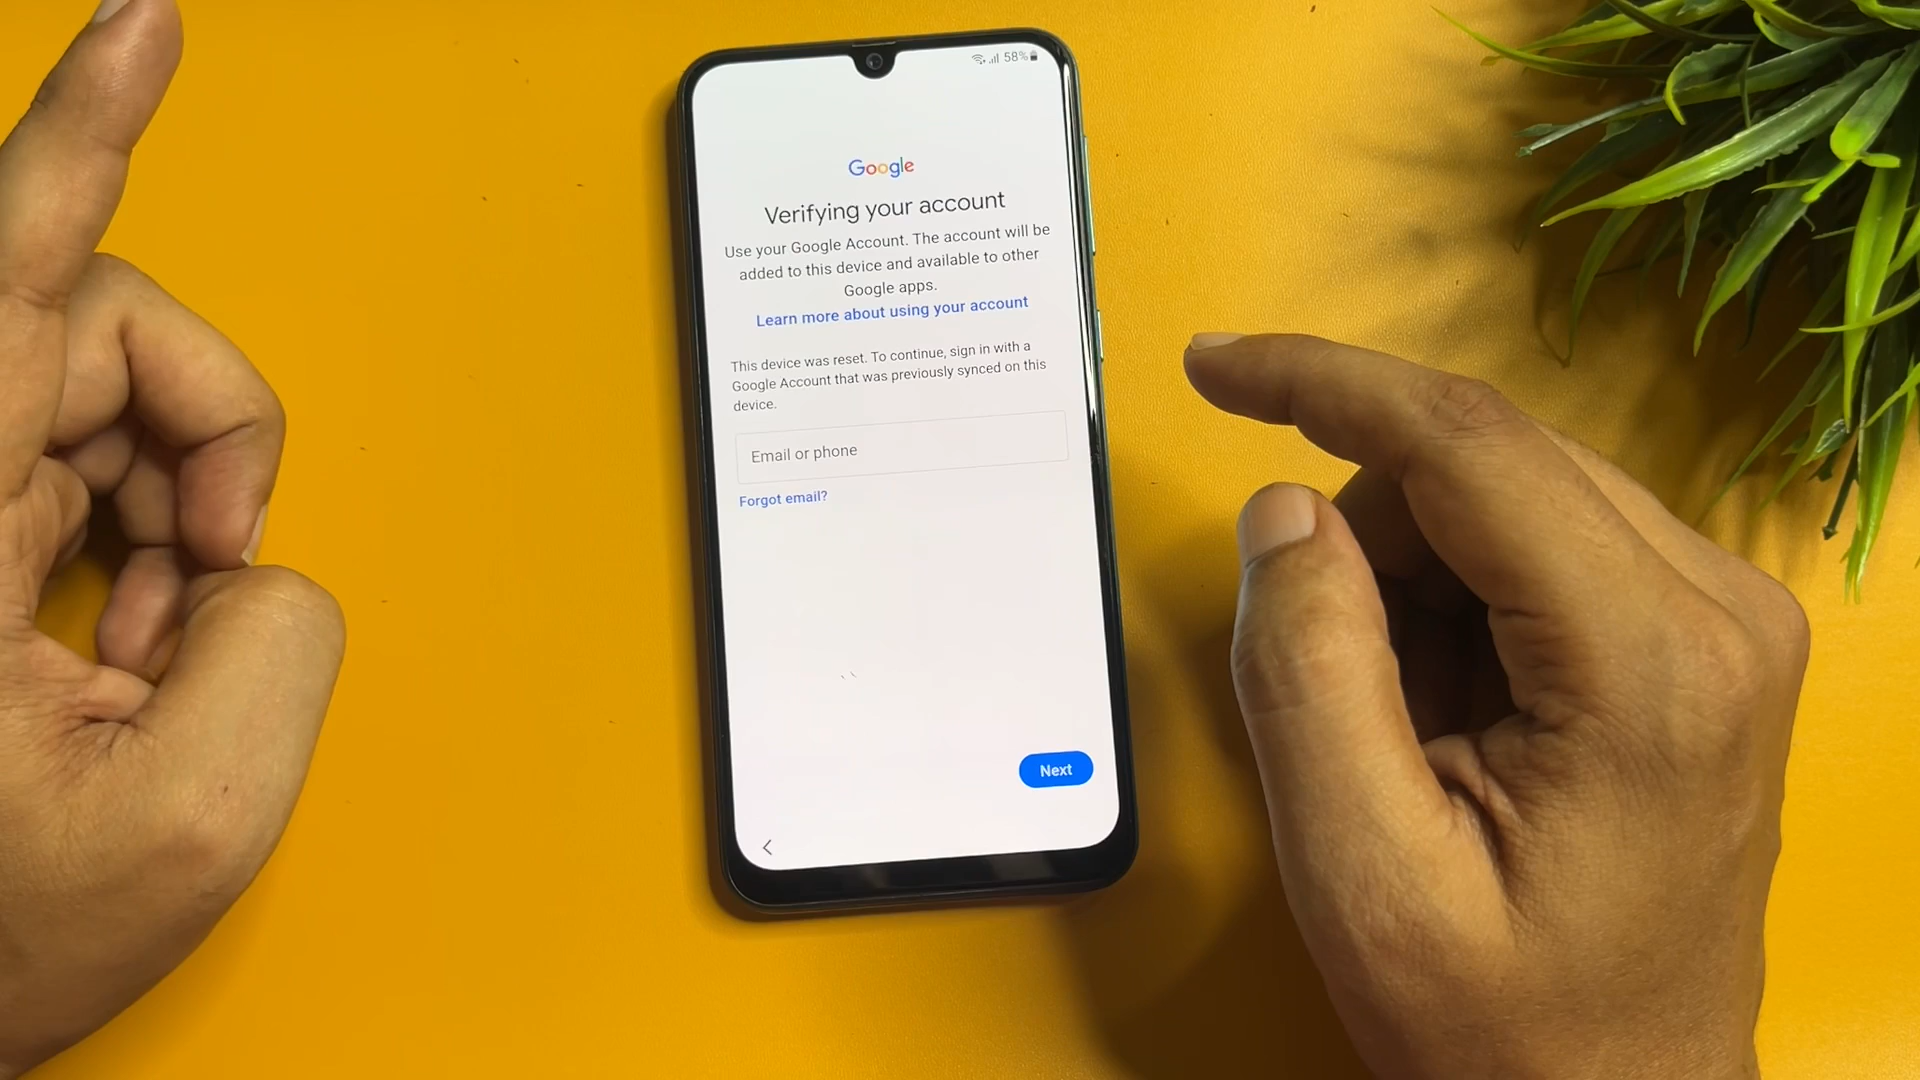 58%
Google
Verifying your account
Use your Google Account. The account will be
added to this device and available to other
Google apps.
Learn more about using your account
This device was reset. To continue, sign in with a
Google Account that was previously synced on this
device.
Email or phone
Forgot email?
Next